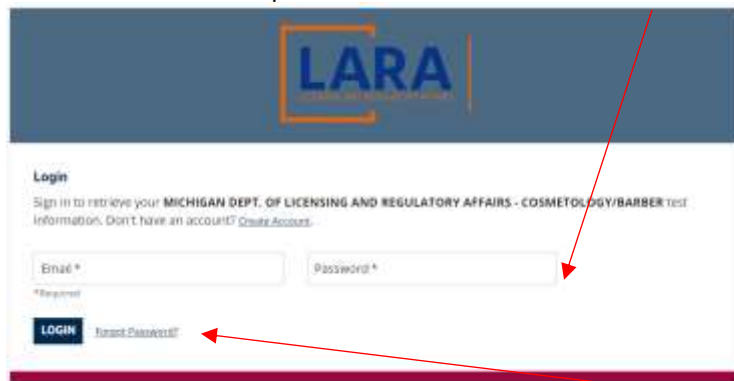 LARA
Login
Sign in to retrieve your MICHIGAN DEPT. OF LICENSING AND REGULATORY AFFAIRS - COSMETOLOGY/BARBER test
information. Don't have an account? Create Account.
Email * Password *
*Required
LOGIN Forgot Password?